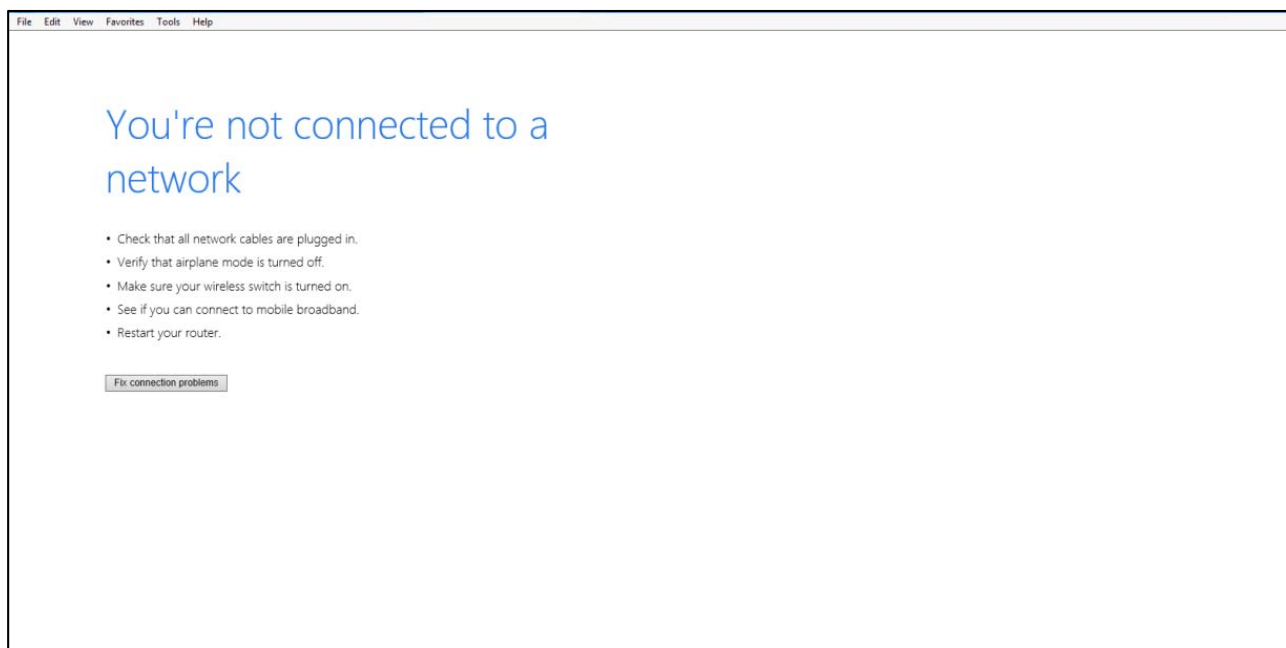 File Edit View Favorites Tools Help
You're not connected to a
network
• Check that all network cables are plugged in.
• Verify that airplane mode is turned off.
• Make sure your wireless switch is turned on.
• See if you can connect to mobile broadband.
• Restart your router.
Fix connection problems